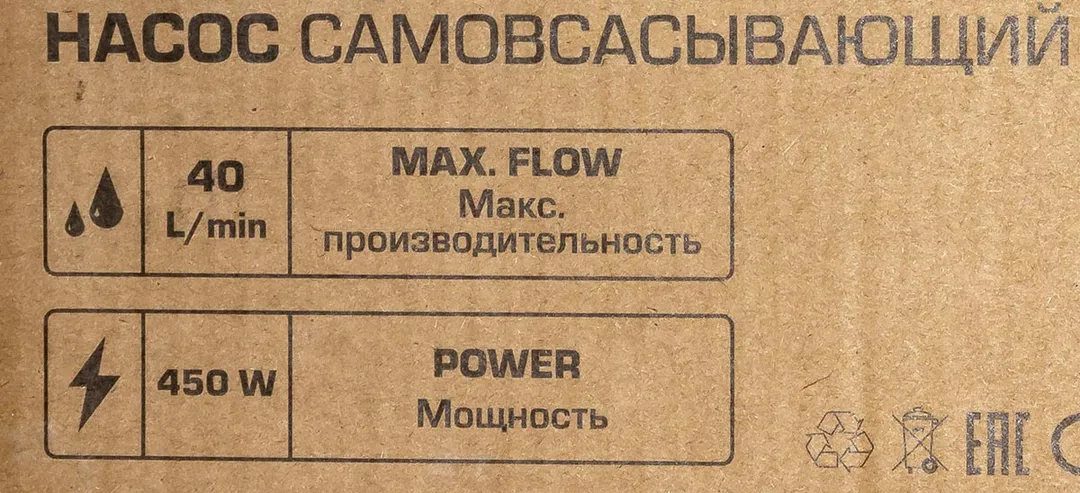 НАСОС САМОВСАСЫВАЮЩИЙ
40
L/min
MAX. FLOW
Макс.
производительность
450 W
POWER
Мощность
EAC